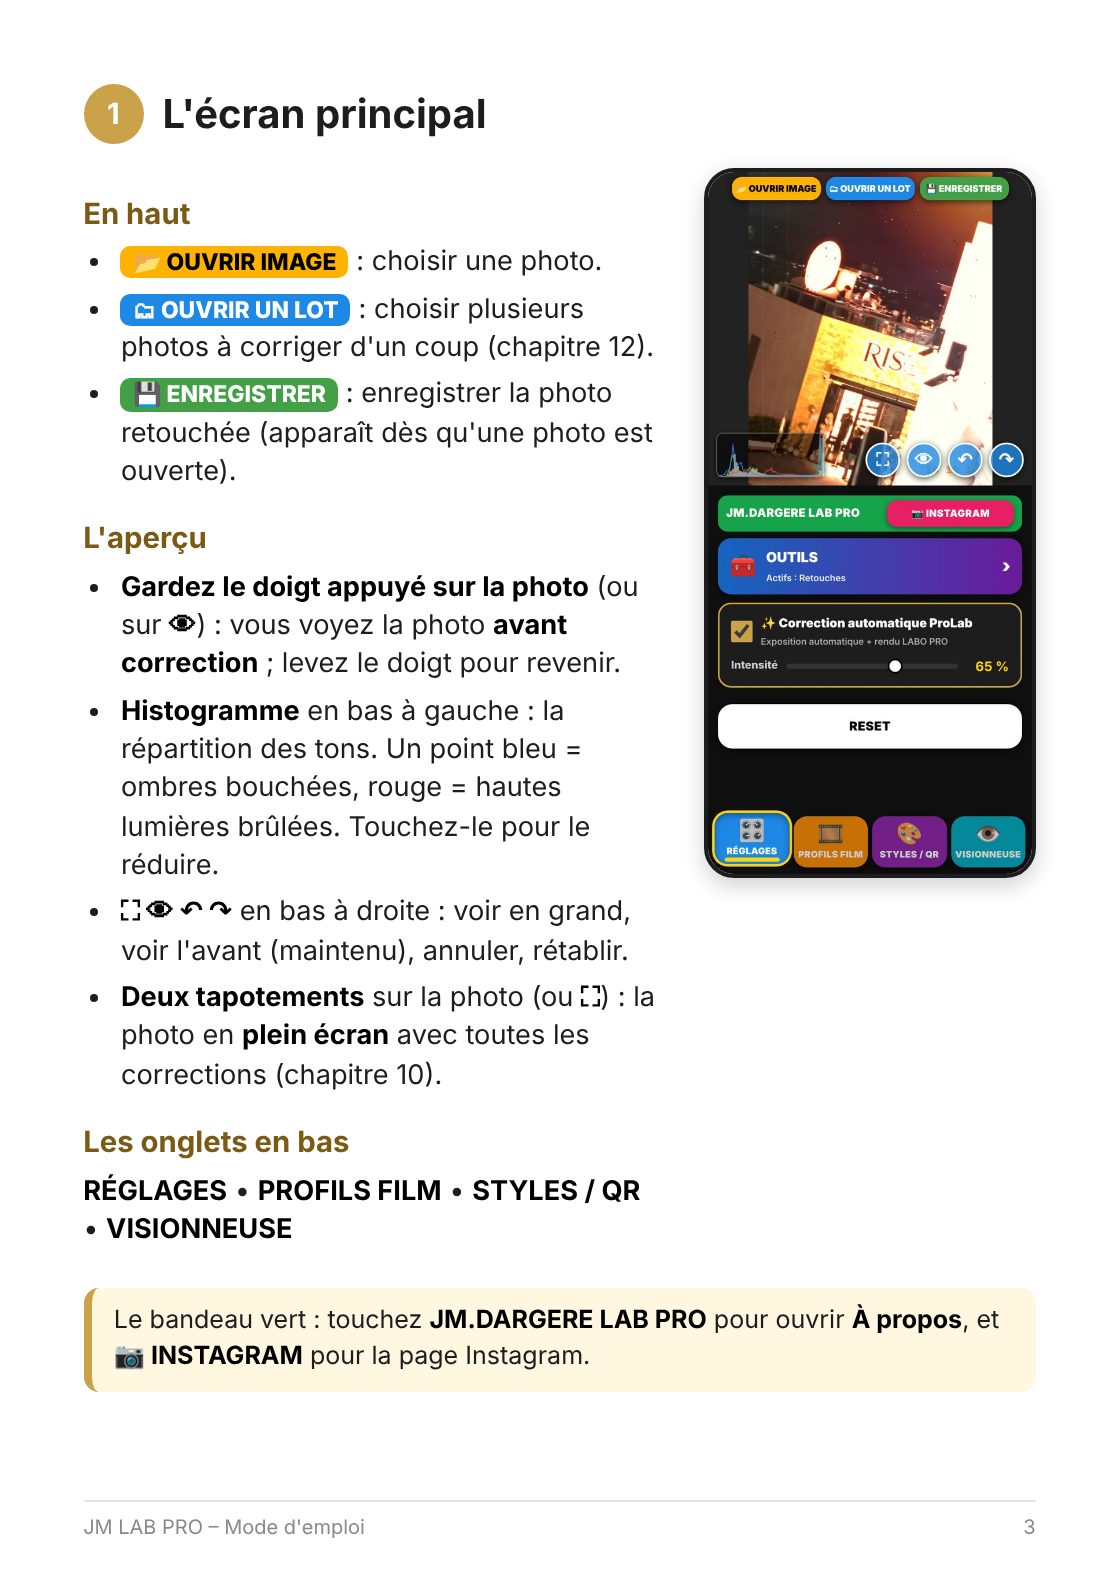 1 L'écran principal
En haut
• 📂 OUVRIR IMAGE : choisir une photo.
• 🗂 OUVRIR UN LOT : choisir plusieurs
photos à corriger d'un coup (chapitre 12).
• 💾 ENREGISTRER : enregistrer la photo
retouchée (apparaît dès qu'une photo est
ouverte).
L'aperçu
• Gardez le doigt appuyé sur la photo (ou
sur 👁) : vous voyez la photo avant
correction ; levez le doigt pour revenir.
• Histogramme en bas à gauche : la
répartition des tons. Un point bleu =
ombres bouchées, rouge = hautes
lumières brûlées. Touchez-le pour le
réduire.
• ⛶ 👁 ↶ ↷ en bas à droite : voir en grand,
voir l'avant (maintenu), annuler, rétablir.
• Deux tapotements sur la photo (ou ⛶) : la
photo en plein écran avec toutes les
corrections (chapitre 10).
Les onglets en bas
RÉGLAGES • PROFILS FILM • STYLES / QR
• VISIONNEUSE
📂 OUVRIR IMAGE 🗂 OUVRIR UN LOT 💾 ENREGISTRER
RISE
JM.DARGERE LAB PRO 📷 INSTAGRAM
🧰 OUTILS ›
Actifs : Retouches
✨ Correction automatique ProLab
Exposition automatique + rendu LABO PRO
Intensité 65 %
RESET
RÉGLAGES PROFILS FILM STYLES / QR VISIONNEUSE
Le bandeau vert : touchez JM.DARGERE LAB PRO pour ouvrir À propos, et
📷 INSTAGRAM pour la page Instagram.
JM LAB PRO – Mode d'emploi 3